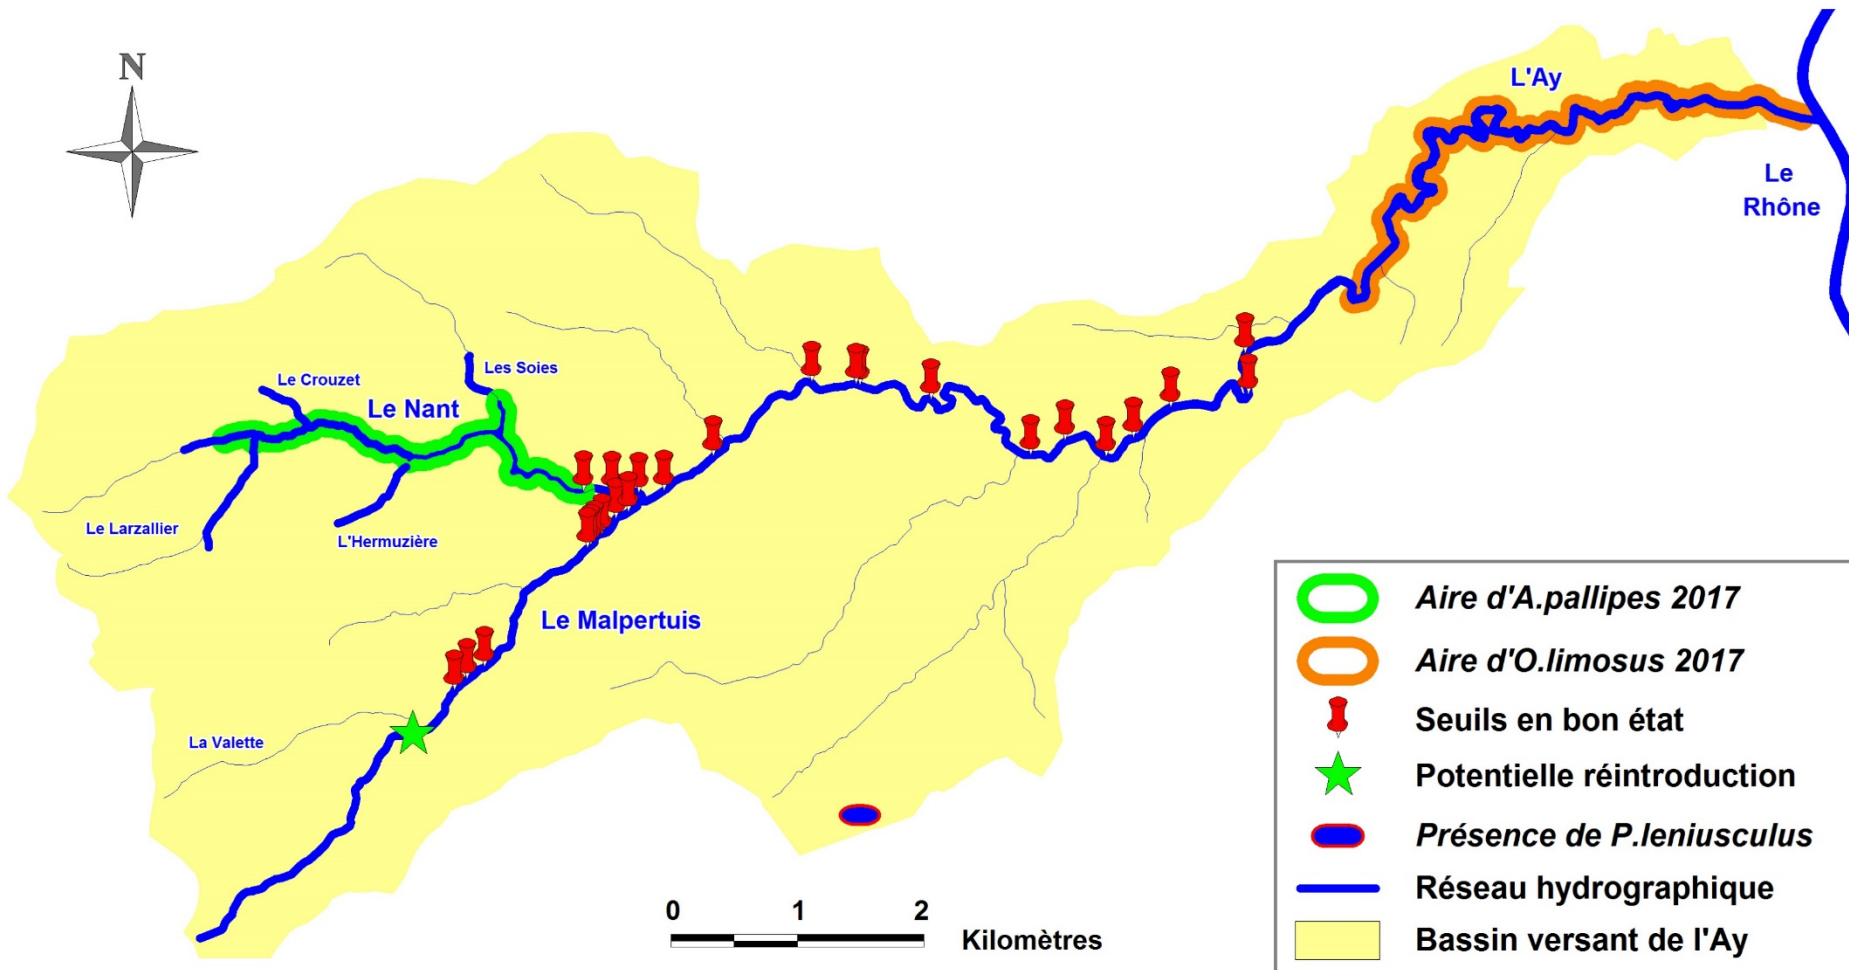 N
L'Ay
Le
Rhône
Les Soies
Le Crouzet
Le Nant
Le Larzallier
L'Hermuzière
Le Malpertuis
La Valette
0 1 2
Kilomètres
Aire d'A.pallipes 2017
Aire d'O.limosus 2017
Seuils en bon état
Potentielle réintroduction
Présence de P.leniusculus
Réseau hydrographique
Bassin versant de l'Ay